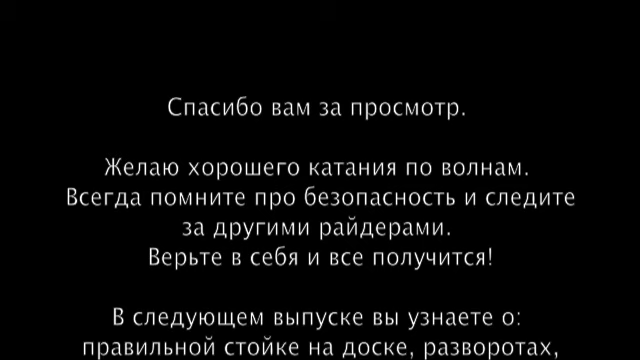 Спасибо вам за просмотр.
Желаю хорошего катания по волнам.
Всегда помните про безопасность и следите
за другими райдерами.
Верьте в себя и все получится!
В следующем выпуске вы узнаете о:
правильной стойке на доске, разворотах,